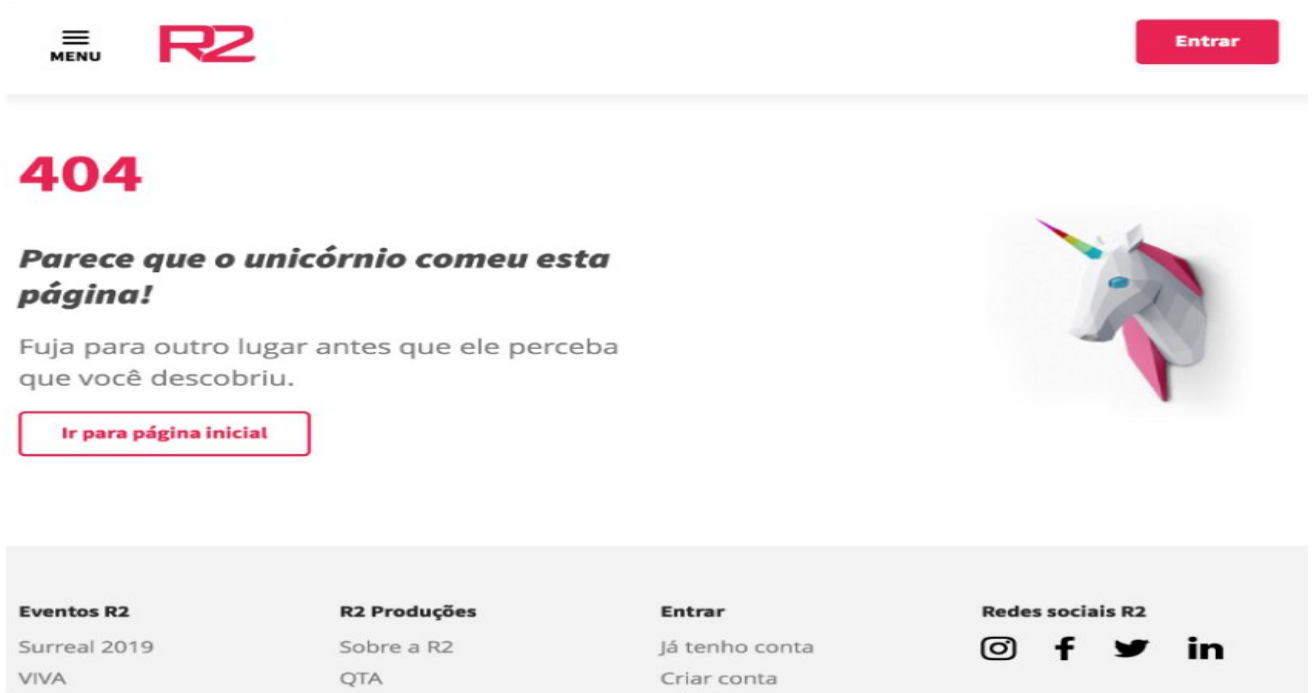 MENU
R2
Entrar
404
Parece que o unicórnio comeu esta
página!
Fuja para outro lugar antes que ele perceba
que você descobriu.
Ir para página inicial
Eventos R2
Surreal 2019
VIVA
R2 Produções
Sobre a R2
QTA
Entrar
Já tenho conta
Criar conta
Redes sociais R2